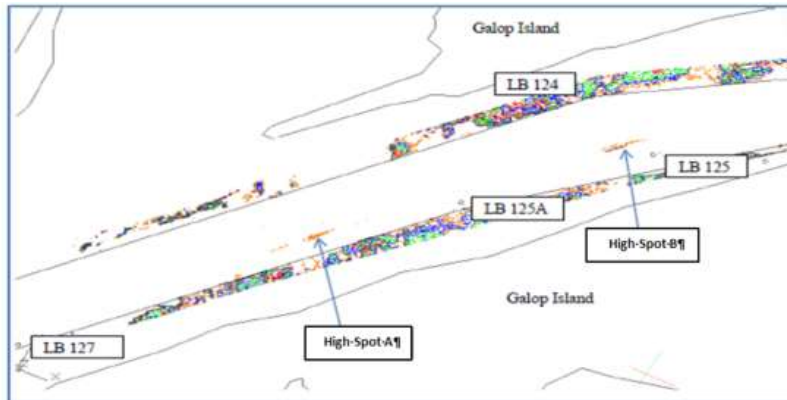 Galop Island
LB 124
LB 125
LB 125A
High-Spot-B¶
Galop Island
High-Spot-A¶
LB 127